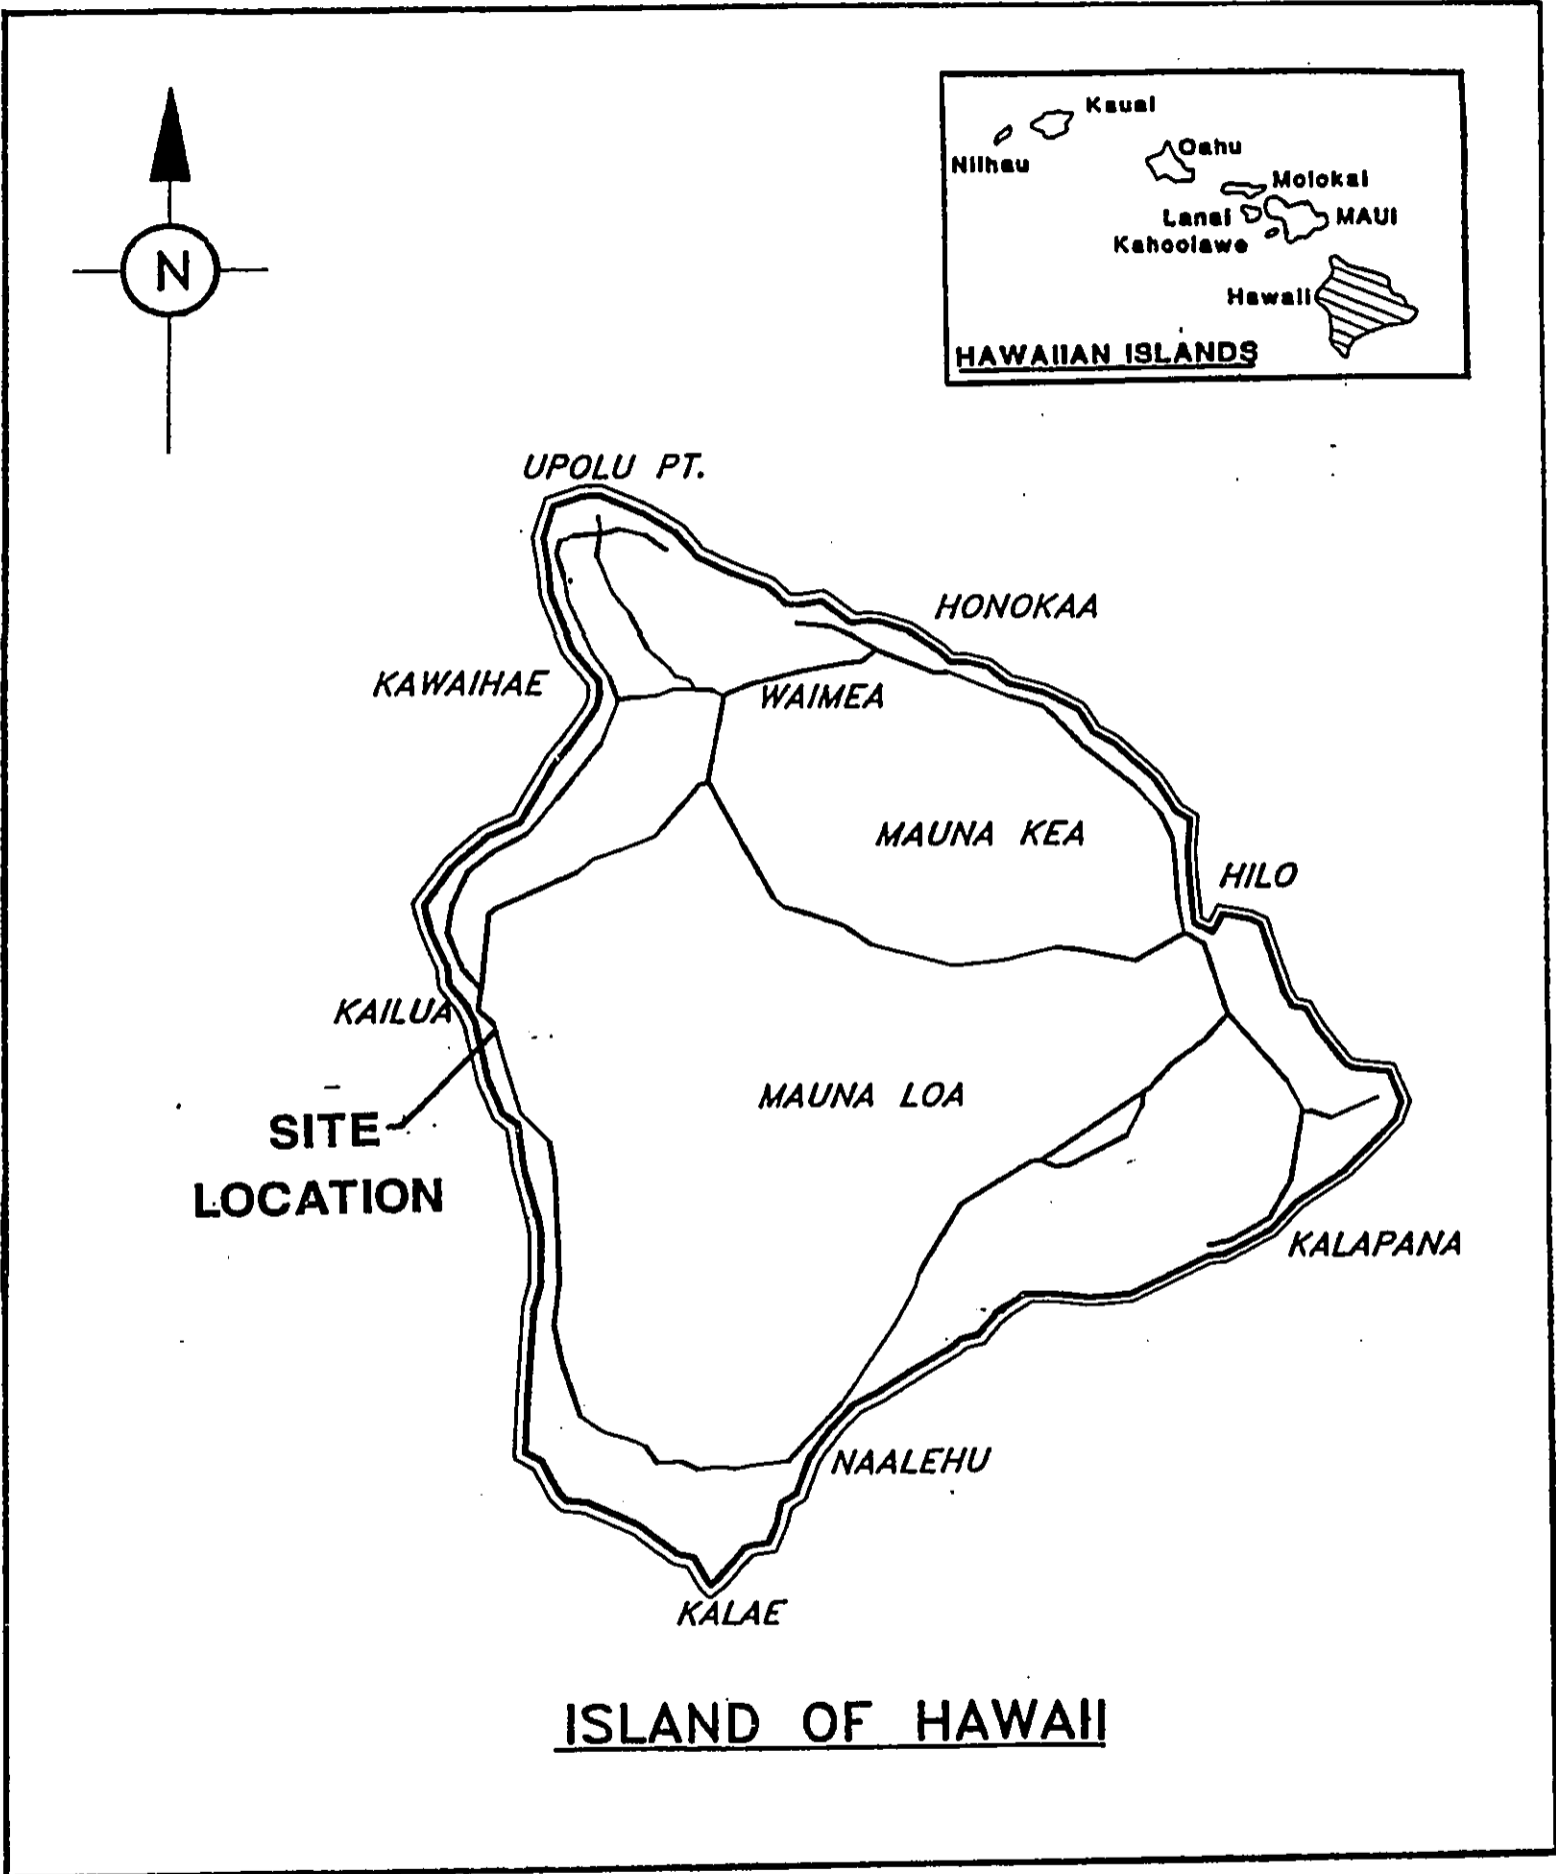 N
Kauai
Niihau
Oahu
Molokai
Lanai
MAUI
Kahoolawe
Hawaii
HAWAIIAN ISLANDS
UPOLU PT.
HONOKAA
KAWAIHAE
WAIMEA
MAUNA KEA
HILO
KAILUA
MAUNA LOA
SITE
LOCATION
KALAPANA
NAALEHU
KALAE
ISLAND OF HAWAII